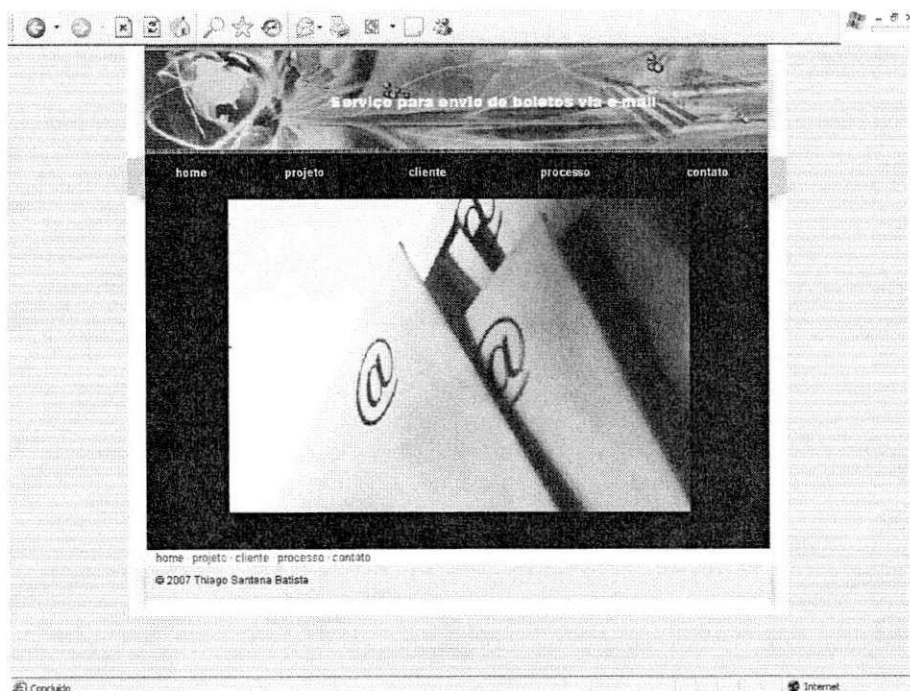 Serviço para envio de boletos via e-mail
home projeto cliente processo contato
@ @ @
home - projeto - cliente - processo - contato
© 2007 Thiago Santana Batista
Concluído Internet